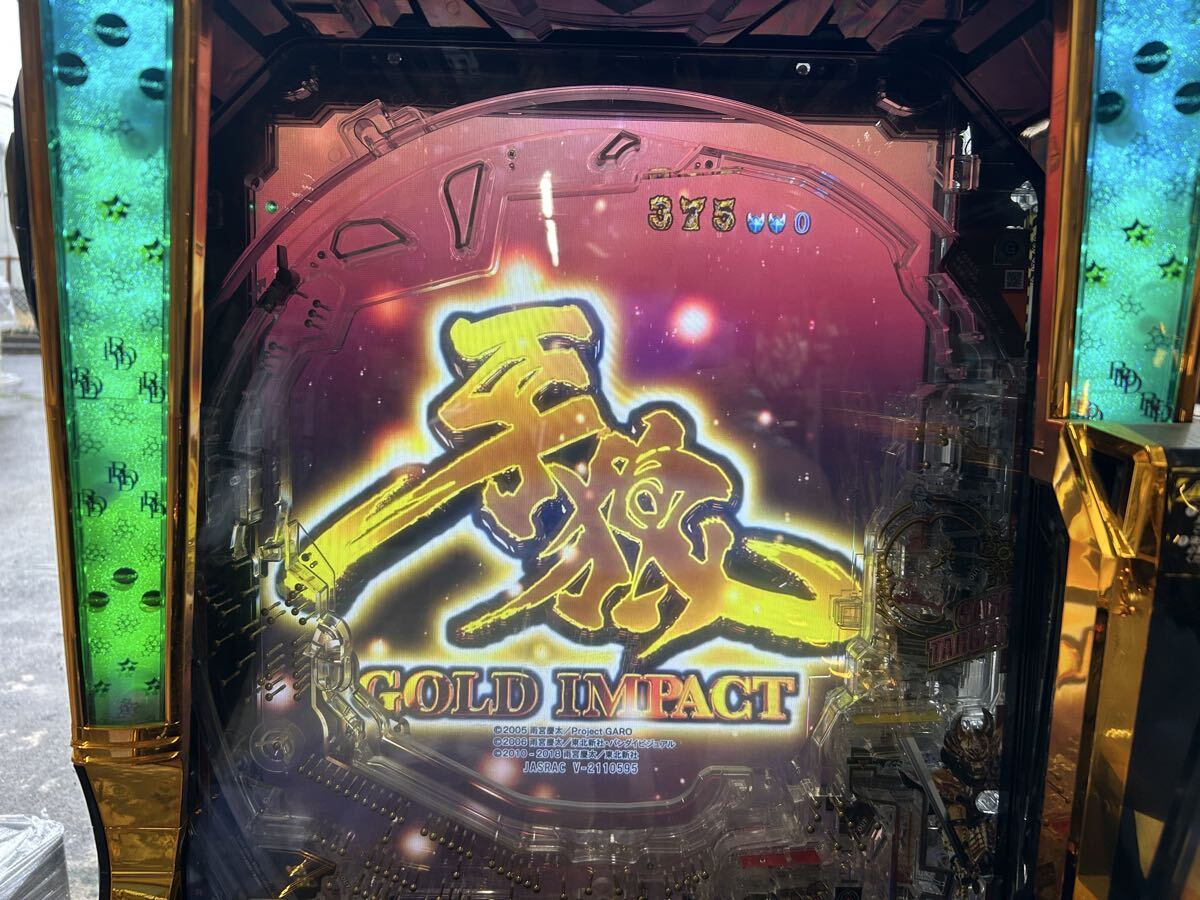 375 0
牙狼
GOLD IMPACT
©2005 雨宮慶太／Project GARO
©2006 雨宮慶太／東北新社・バンダイビジュアル
©2010 - 2018 雨宮慶太／東北新社
JASRAC V-2110595